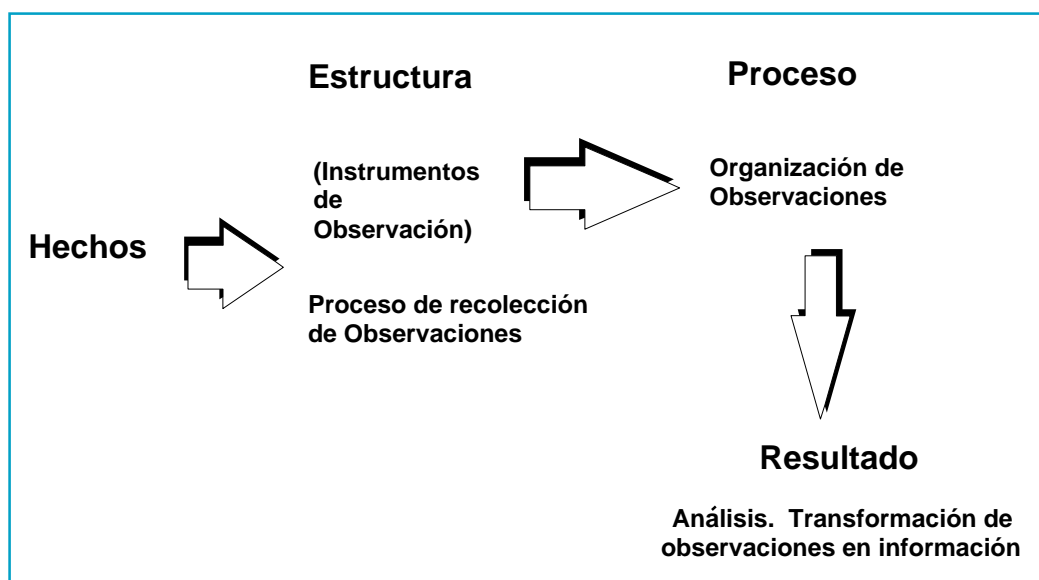 Hechos
Estructura
(Instrumentos
de
Observación)
Proceso de recolección
de Observaciones
Proceso
Organización de
Observaciones
Resultado
Análisis. Transformación de
observaciones en información